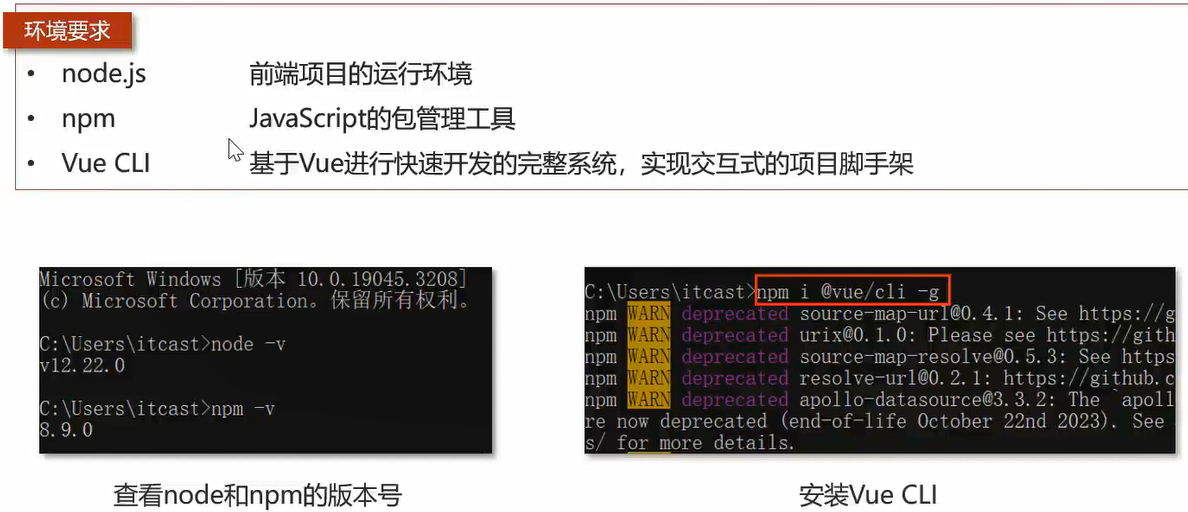 环境要求
• node.js 前端项目的运行环境
• npm JavaScript的包管理工具
• Vue CLI 基于Vue进行快速开发的完整系统，实现交互式的项目脚手架
Microsoft Windows [版本 10.0.19045.3208]
(c) Microsoft Corporation。保留所有权利。
C:\Users\itcast>node -v
v12.22.0
C:\Users\itcast>npm -v
8.9.0
查看node和npm的版本号
C:\Users\itcast>npm i @vue/cli -g
npm WARN deprecated source-map-url@0.4.1: See https://g
npm WARN deprecated urix@0.1.0: Please see https://gith
npm WARN deprecated source-map-resolve@0.5.3: See https
npm WARN deprecated resolve-url@0.2.1: https://github.c
npm WARN deprecated apollo-datasource@3.3.2: The `apoll
re now deprecated (end-of-life October 22nd 2023). See
s/ for more details.
安装Vue CLI